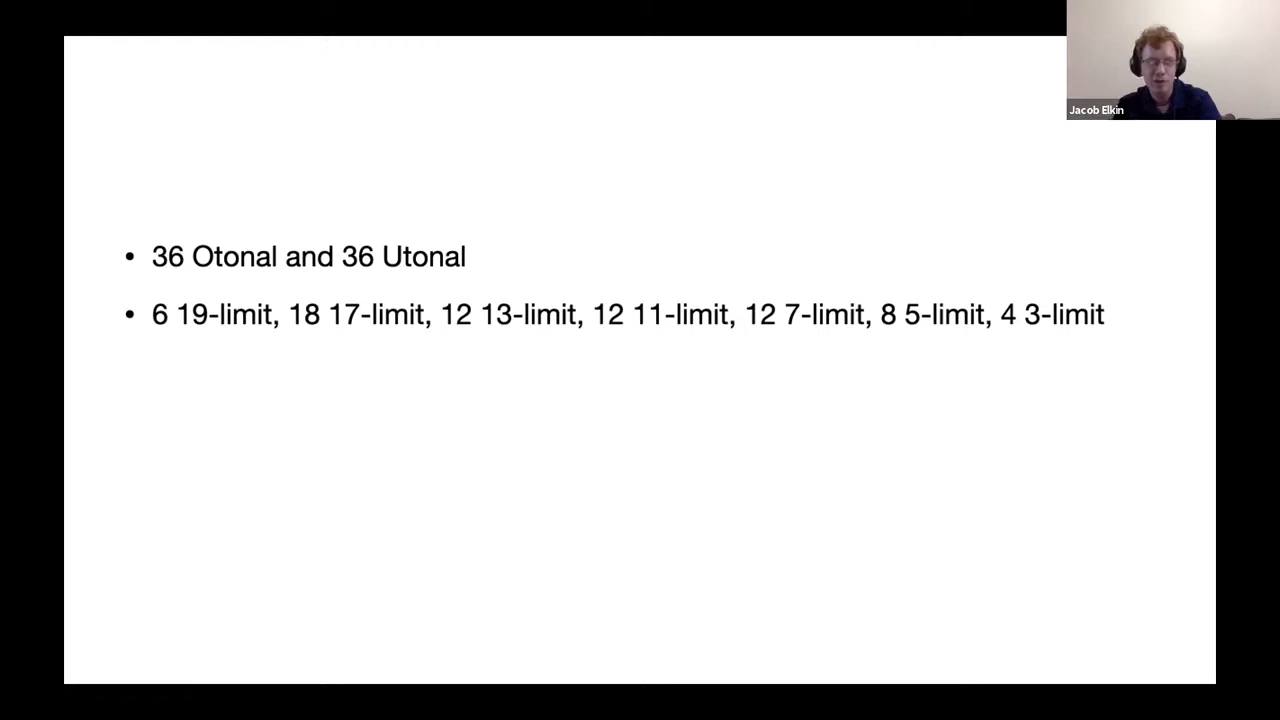 Jacob Elkin
• 36 Otonal and 36 Utonal
• 6 19-limit, 18 17-limit, 12 13-limit, 12 11-limit, 12 7-limit, 8 5-limit, 4 3-limit